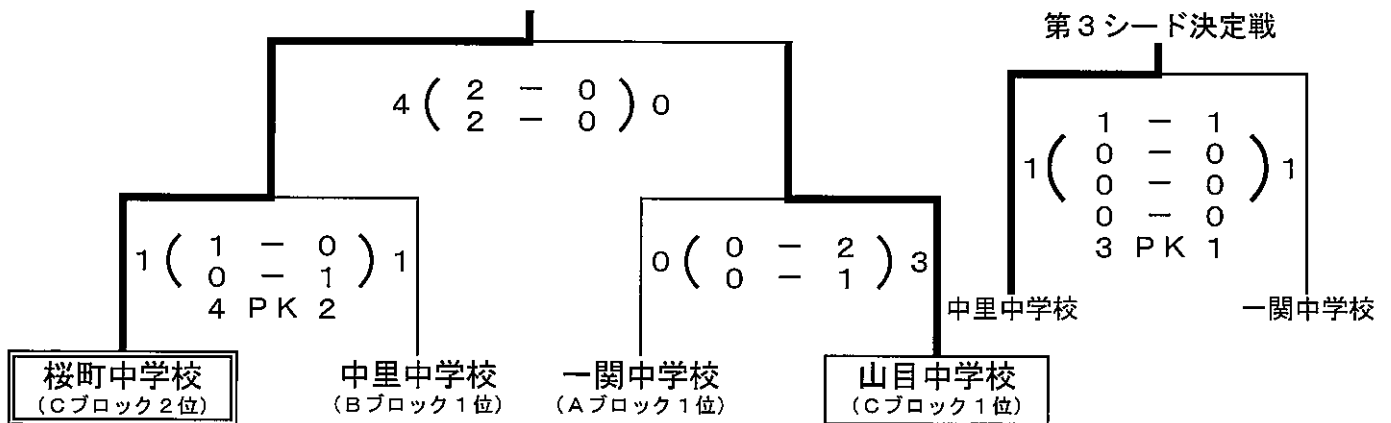 第３シード決定戦
4 ( 2 － 0 ) 0
2 － 0
1 ( 1 － 1 ) 1
0 － 0
0 － 0
0 － 0
3 PK 1
中里中学校
一関中学校
1 ( 1 － 0 ) 1
0 － 1
4 PK 2
0 ( 0 － 2 ) 3
0 － 1
桜町中学校
（Ｃブロック２位）
中里中学校
（Ｂブロック１位）
一関中学校
（Ａブロック１位）
山目中学校
（Ｃブロック１位）